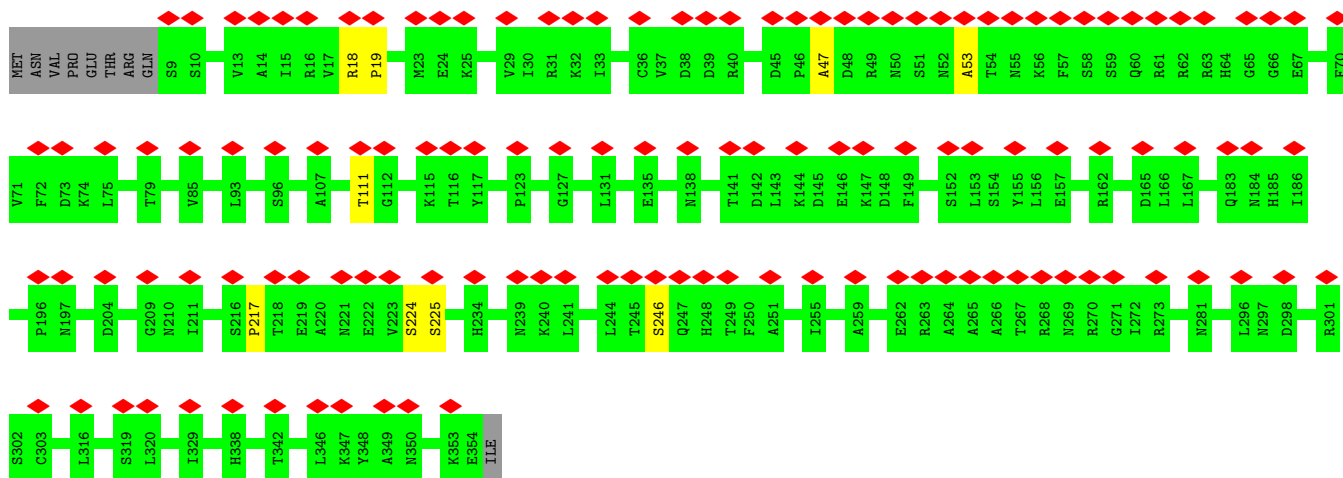 MET ASN VAL PRO GLU THR ARG GLN S9 S10 V13 A14 I15 R16 V17 R18 P19 M23 E24 K25 V29 I30 R31 K32 I33 C36 V37 D38 D39 R40 D45 P46 A47 D48 R49 N50 S51 N52 A53 T54 N55 K56 F57 S58 S59 Q60 R61 R62 R63 H64 G65 G66 E67 F70
V71 F72 D73 K74 L75 T79 V85 L93 S96 A107 T111 G112 K115 T116 Y117 P123 G127 L131 E135 N138 T141 D142 L143 K144 D145 E146 K147 D148 F149 S152 L153 S154 Y155 L156 E157 R162 D165 L166 L167 Q183 N184 H185 I186
P196 N197 D204 G209 N210 I211 S216 P217 T218 E219 A220 N221 E222 V223 S224 S225 H234 N239 K240 L241 L244 T245 S246 Q247 H248 T249 F250 A251 I255 A259 E262 R263 A264 A265 A266 T267 R268 N269 R270 G271 I272 R273 N281 L296 N297 D298 R301
S302 C303 L316 S319 L320 I329 H338 T342 L346 K347 Y348 A349 N350 K353 E354 ILE